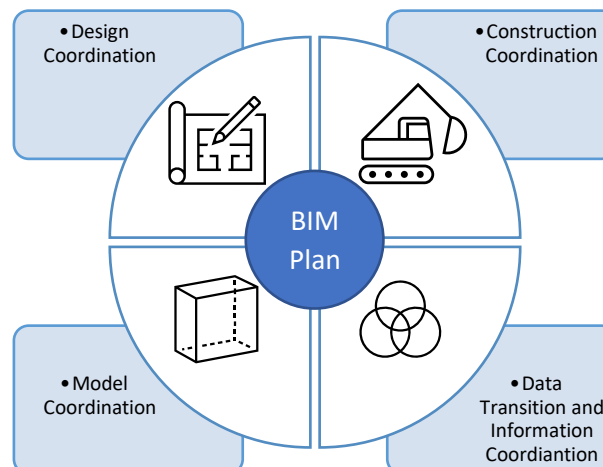 •Design
Coordination
•Construction
Coordination
BIM
Plan
•Model
Coordination
•Data
Transition and
Information
Coordiantion